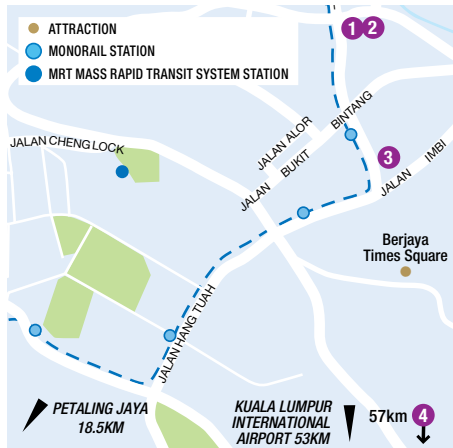 ATTRACTION
MONORAIL STATION
MRT MASS RAPID TRANSIT SYSTEM STATION
1 2
JALAN CHENG LOCK
JALAN ALOR
JALAN BUKIT BINTANG
3
JALAN IMBI
Berjaya
Times Square
JALAN HANG TUAH
PETALING JAYA
18.5KM
KUALA LUMPUR
INTERNATIONAL
AIRPORT 53KM
57km 4